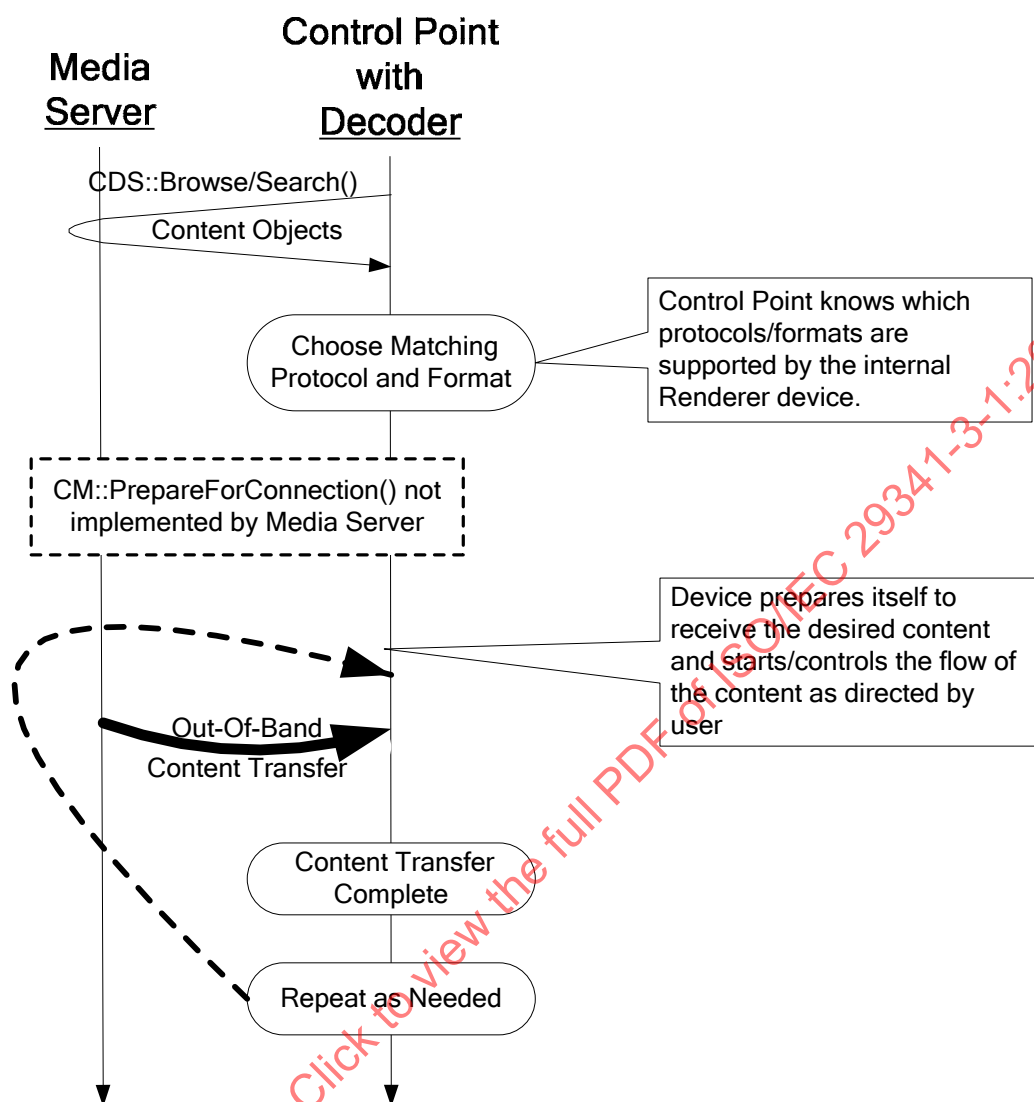 Media
Server
Control Point
with
Decoder
CDS::Browse/Search()
Content Objects
Choose Matching
Protocol and Format
Control Point knows which
protocols/formats are
supported by the internal
Renderer device.
CM::PrepareForConnection() not
implemented by Media Server
Device prepares itself to
receive the desired content
and starts/controls the flow of
the content as directed by
user
Out-Of-Band
Content Transfer
Content Transfer
Complete
Repeat as Needed
Click to view the full PDF of ISO/IEC 29341-3-1:2